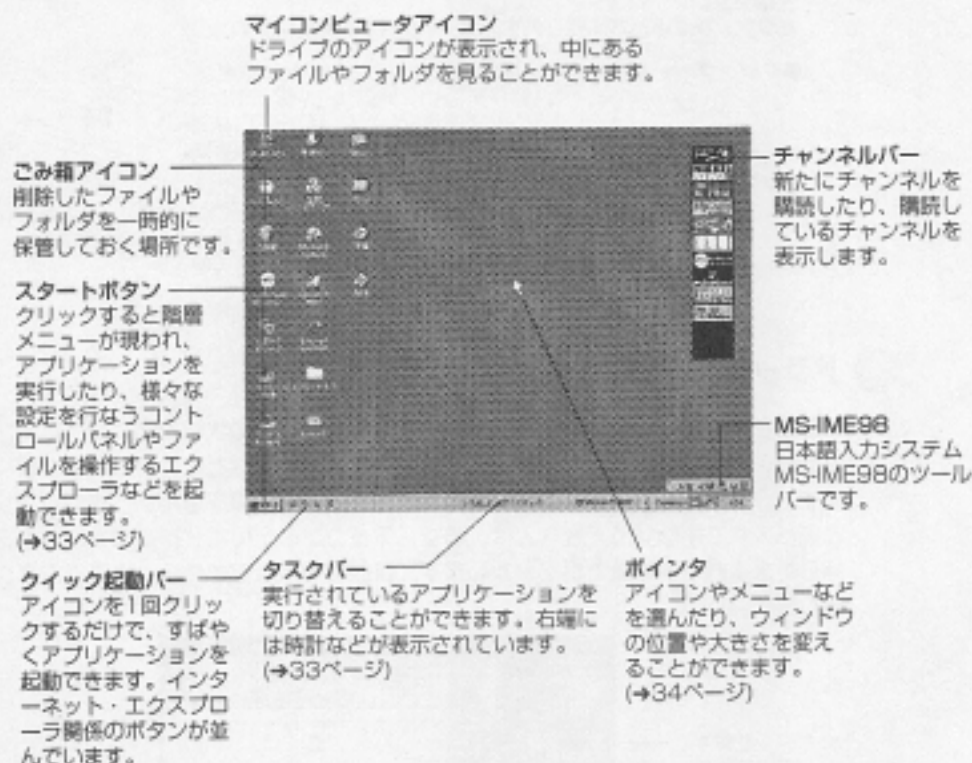 マイコンピュータアイコン
ドライブのアイコンが表示され、中にある
ファイルやフォルダを見ることができます。
ごみ箱アイコン
削除したファイルや
フォルダを一時的に
保管しておく場所です。
スタートボタン
クリックすると階層
メニューが現われ、
アプリケーションを
実行したり、様々な
設定を行なうコント
ロールパネルやファ
イルを操作するエク
スプローラなどを起
動できます。
(→33ページ)
クイック起動バー
アイコンを1回クリッ
クするだけで、すばや
くアプリケーションを
起動できます。インタ
ーネット・エクスプロ
ーラ関係のボタンが並
んでいます。
タスクバー
実行されているアプリケーションを
切り替えることができます。右端に
は時計などが表示されています。
(→33ページ)
ポインタ
アイコンやメニューなど
を選んだり、ウィンドウ
の位置や大きさを変え
ることができます。
(→34ページ)
チャンネルバー
新たにチャンネルを
購読したり、購読し
ているチャンネルを
表示します。
MS-IME98
日本語入力システム
MS-IME98のツール
バーです。